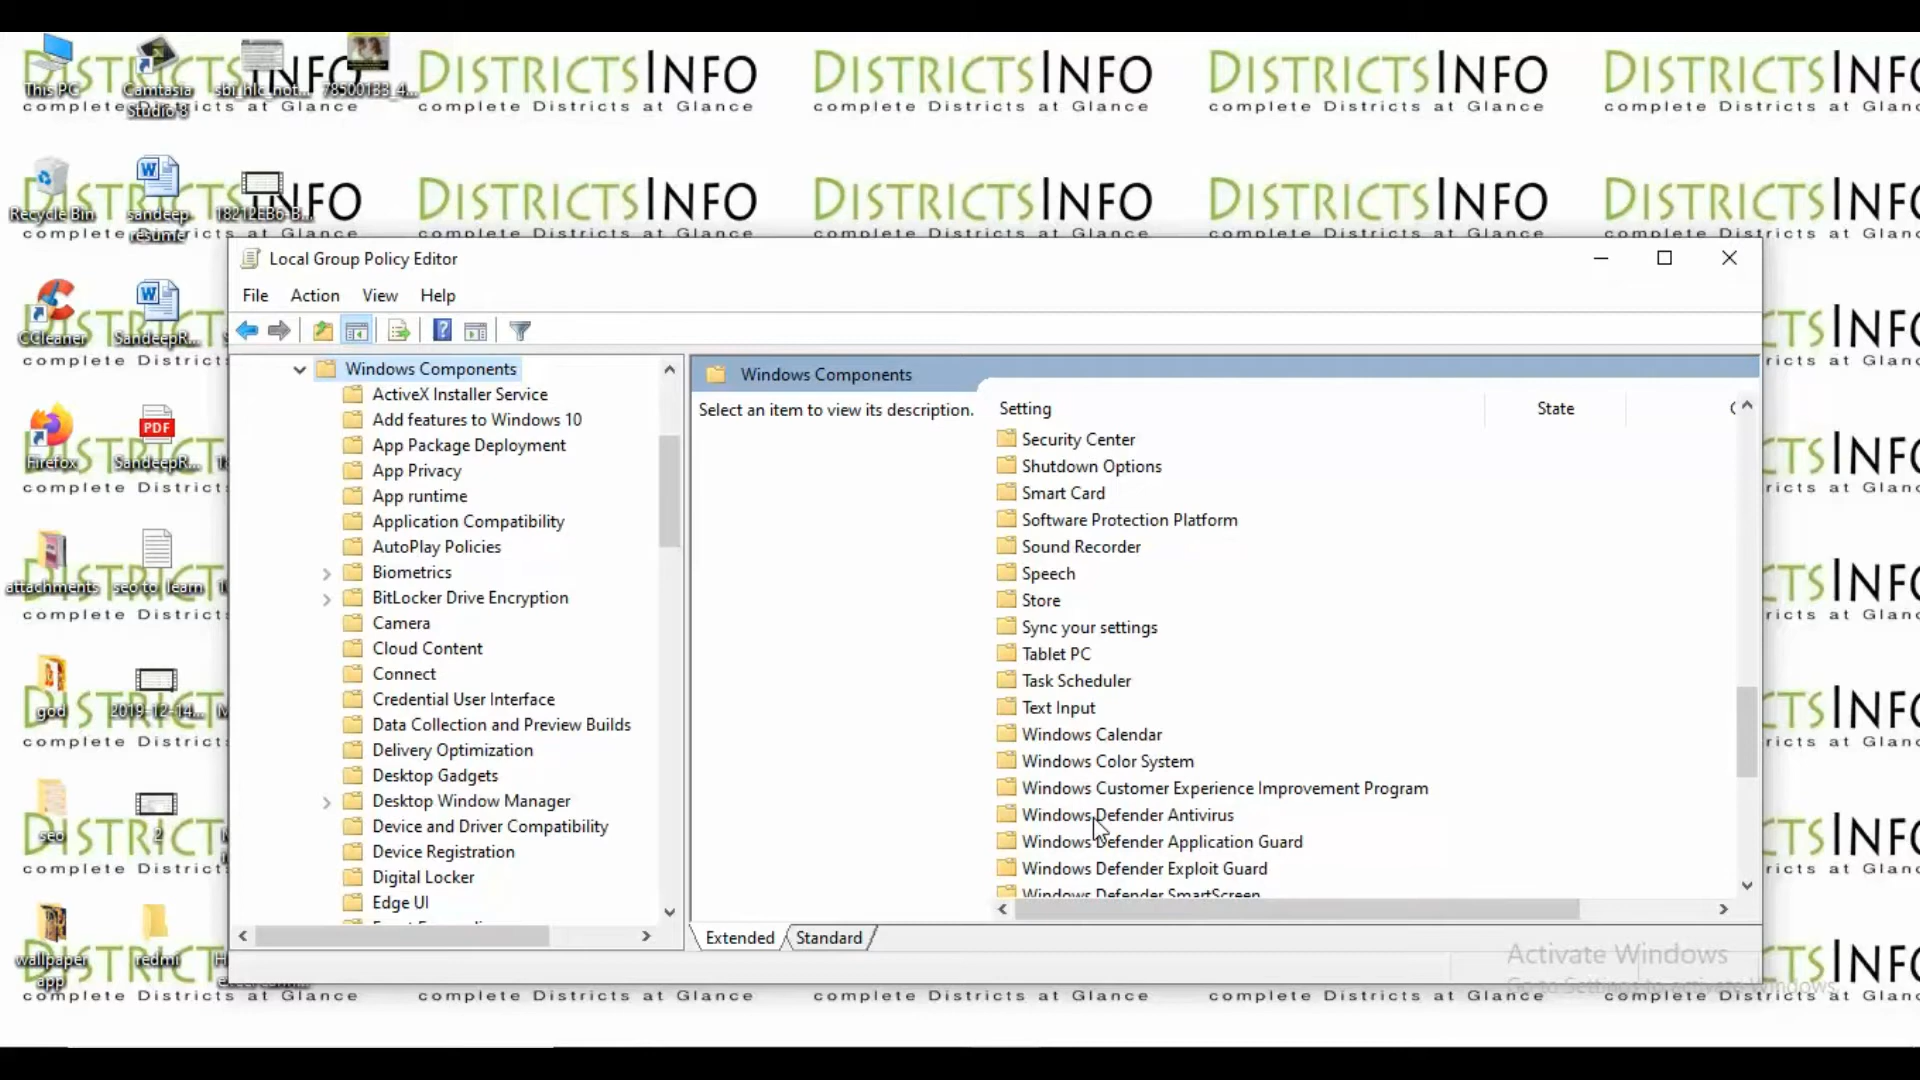 DISTRICTSINFO DISTRICTSINFO DISTRICTSINFO DISTRICTSINFO
complete Districts at Glance complete Districts at Glance complete Districts at Glance complete Districts at Glance
This PC Camtasia Studio 8 sbi_hlc_not... 78500133_4...
DISTRICTSINFO DISTRICTSINFO DISTRICTSINFO DISTRICTSINFO
Recycle Bin sandeep resume 18212EB6-B...
complete Districts at Glance complete Districts at Glance complete Districts at Glance complete Districts at Glance
Local Group Policy Editor
File Action View Help
CCleaner SandeepR...
Firefox SandeepR...
attachments seo to learn
god 2019-12-14...
seo 2
wallpaper app redmi
Windows Components
ActiveX Installer Service
Add features to Windows 10
App Package Deployment
App Privacy
App runtime
Application Compatibility
AutoPlay Policies
Biometrics
BitLocker Drive Encryption
Camera
Cloud Content
Connect
Credential User Interface
Data Collection and Preview Builds
Delivery Optimization
Desktop Gadgets
Desktop Window Manager
Device and Driver Compatibility
Device Registration
Digital Locker
Edge UI
Windows Components
Select an item to view its description.
Setting State
Security Center
Shutdown Options
Smart Card
Software Protection Platform
Sound Recorder
Speech
Store
Sync your settings
Tablet PC
Task Scheduler
Text Input
Windows Calendar
Windows Color System
Windows Customer Experience Improvement Program
Windows Defender Antivirus
Windows Defender Application Guard
Windows Defender Exploit Guard
Windows Defender SmartScreen
Extended Standard
Activate Windows
Go to Settings to activate Windows.
complete Districts at Glance complete Districts at Glance complete Districts at Glance